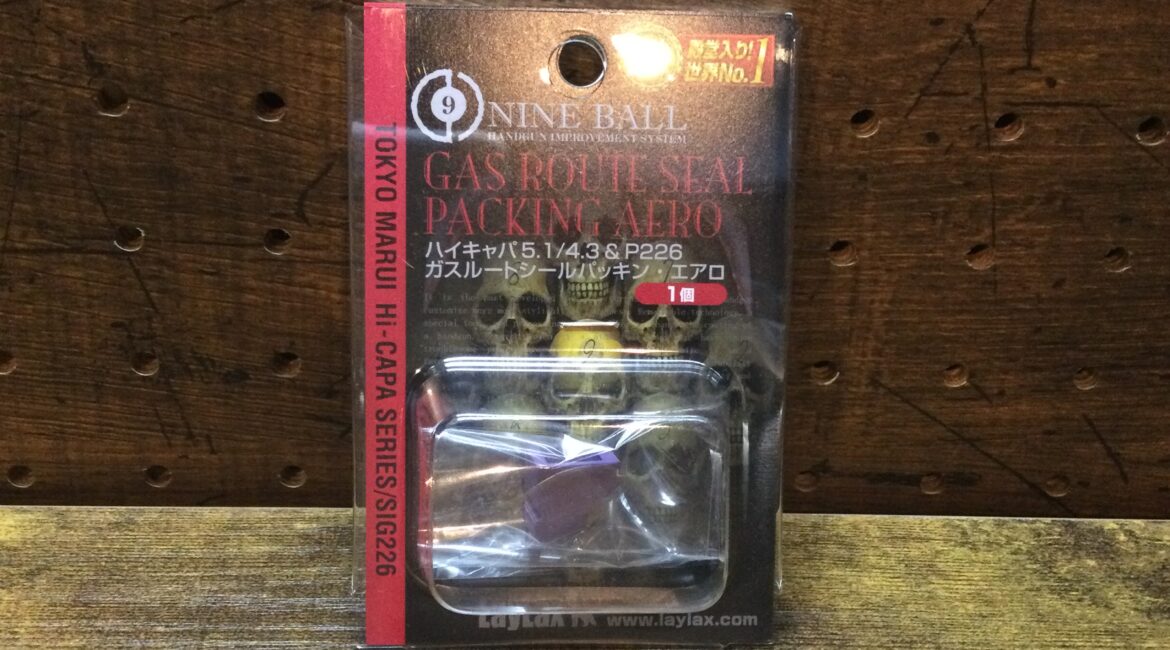 殿堂入り!
世界No.1
9
NINE BALL
HANDGUN IMPROVEMENT SYSTEM
GAS ROUTE SEAL
PACKING AERO
ハイキャパ5.1/4.3&P226
ガスルートシールパッキン・エアロ
1個
TOKYO MARUI Hi-CAPA SERIES/SIG226
9
LayLax www.laylax.com